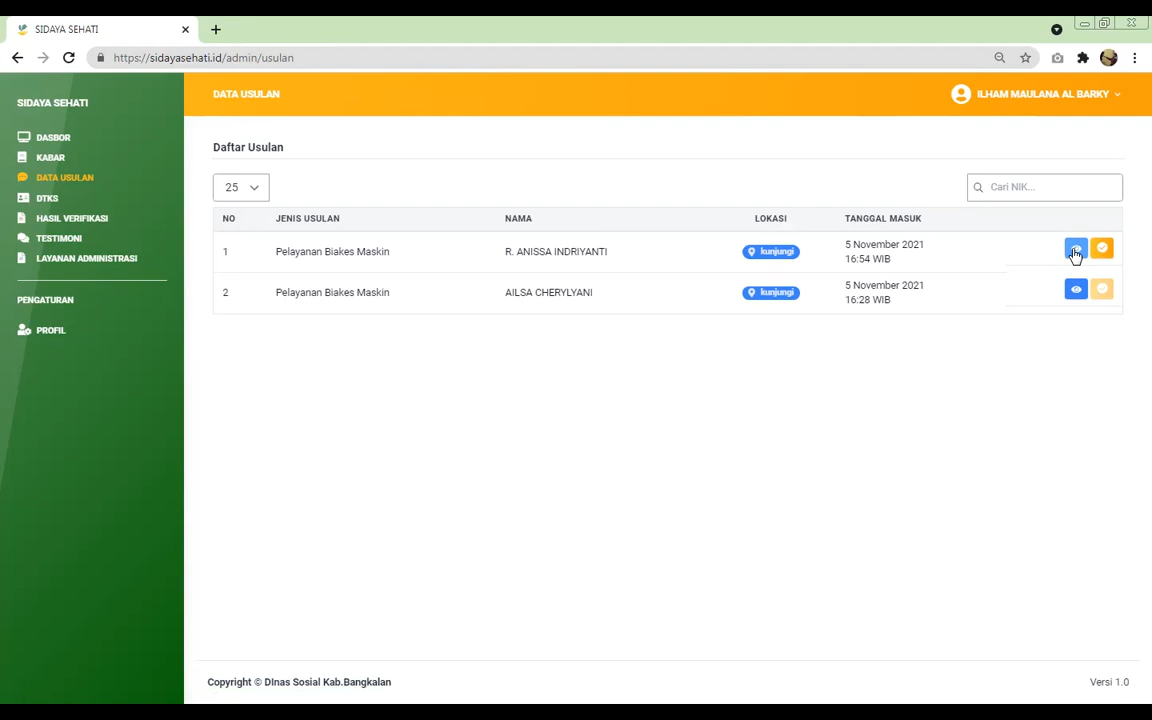 SIDAYA SEHATI
https://sidayasehati.id/admin/usulan
SIDAYA SEHATI
DASBOR
KABAR
DATA USULAN
DTKS
HASIL VERIFIKASI
TESTIMONI
LAYANAN ADMINISTRASI
PENGATURAN
PROFIL
DATA USULAN
ILHAM MAULANA AL BARKY
Daftar Usulan
25
Cari NIK...
NO JENIS USULAN NAMA LOKASI TANGGAL MASUK
1 Pelayanan Biakes Maskin R. ANISSA INDRIYANTI kunjungi 5 November 2021
16:54 WIB
2 Pelayanan Biakes Maskin AILSA CHERYLYANI kunjungi 5 November 2021
16:28 WIB
Copyright © DInas Sosial Kab.Bangkalan
Versi 1.0